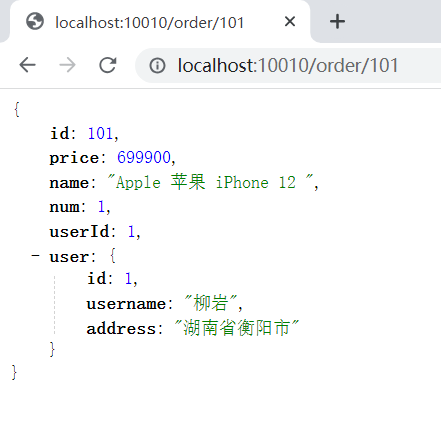 localhost:10010/order/101
localhost:10010/order/101
{
id: 101,
price: 699900,
name: "Apple 苹果 iPhone 12 ",
num: 1,
userId: 1,
- user: {
id: 1,
username: "柳岩",
address: "湖南省衡阳市"
}
}